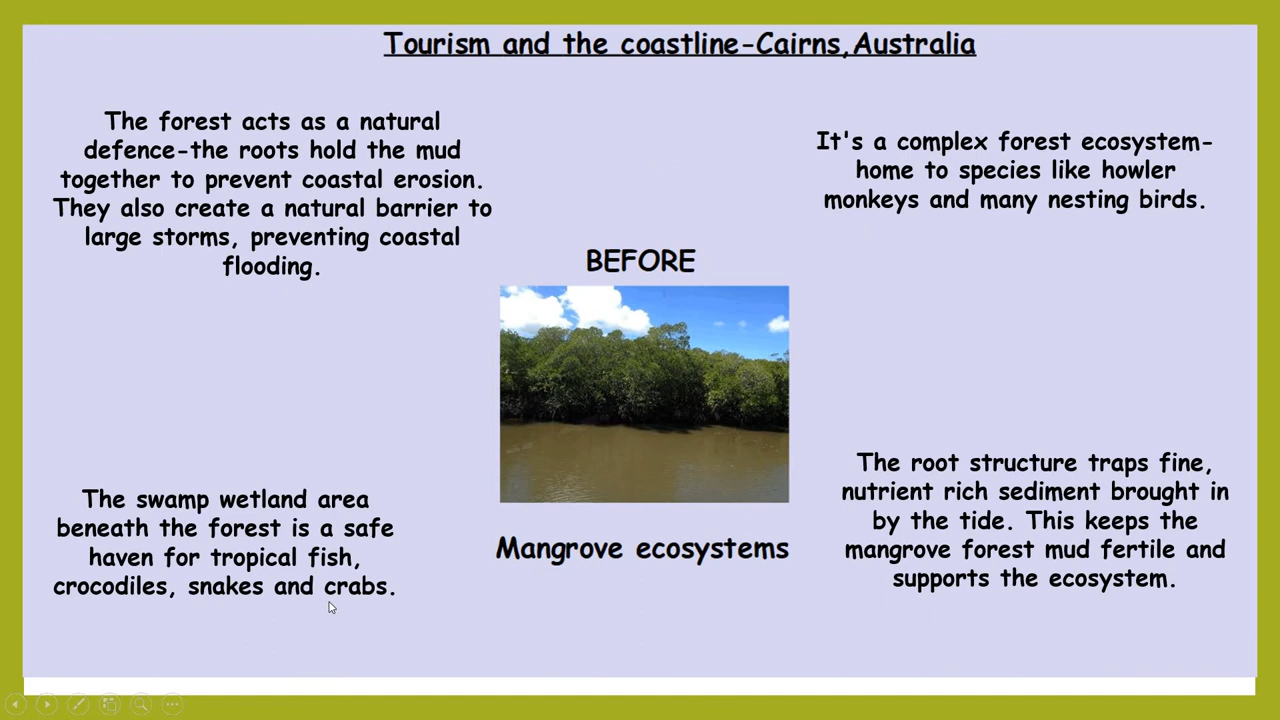 Tourism and the coastline-Cairns,Australia
The forest acts as a natural
defence-the roots hold the mud
together to prevent coastal erosion.
They also create a natural barrier to
large storms, preventing coastal
flooding.
It's a complex forest ecosystem-
home to species like howler
monkeys and many nesting birds.
BEFORE
The swamp wetland area
beneath the forest is a safe
haven for tropical fish,
crocodiles, snakes and crabs.
Mangrove ecosystems
The root structure traps fine,
nutrient rich sediment brought in
by the tide. This keeps the
mangrove forest mud fertile and
supports the ecosystem.